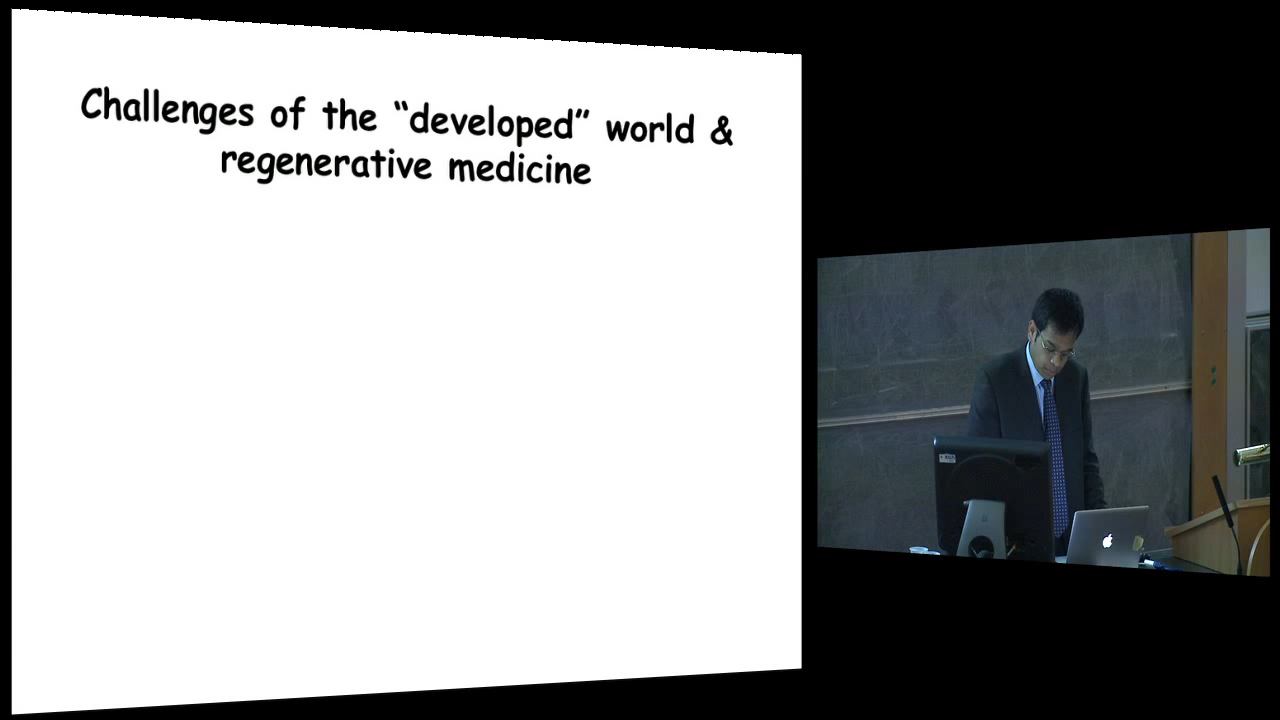 Challenges of the “developed” world &
regenerative medicine